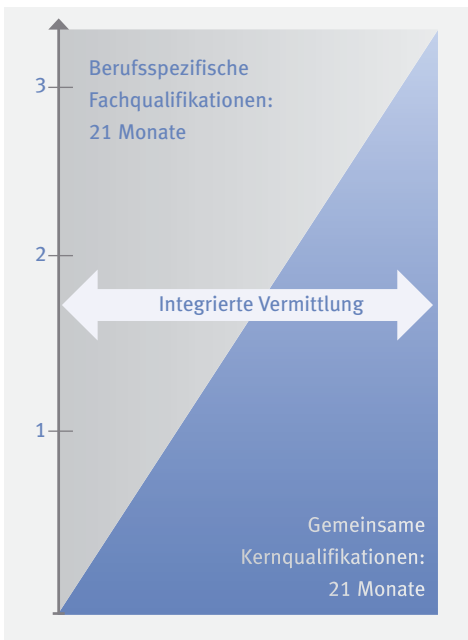 Berufsspezifische
Fachqualifikationen:
21 Monate
3
2
Integrierte Vermittlung
1
Gemeinsame
Kernqualifikationen:
21 Monate